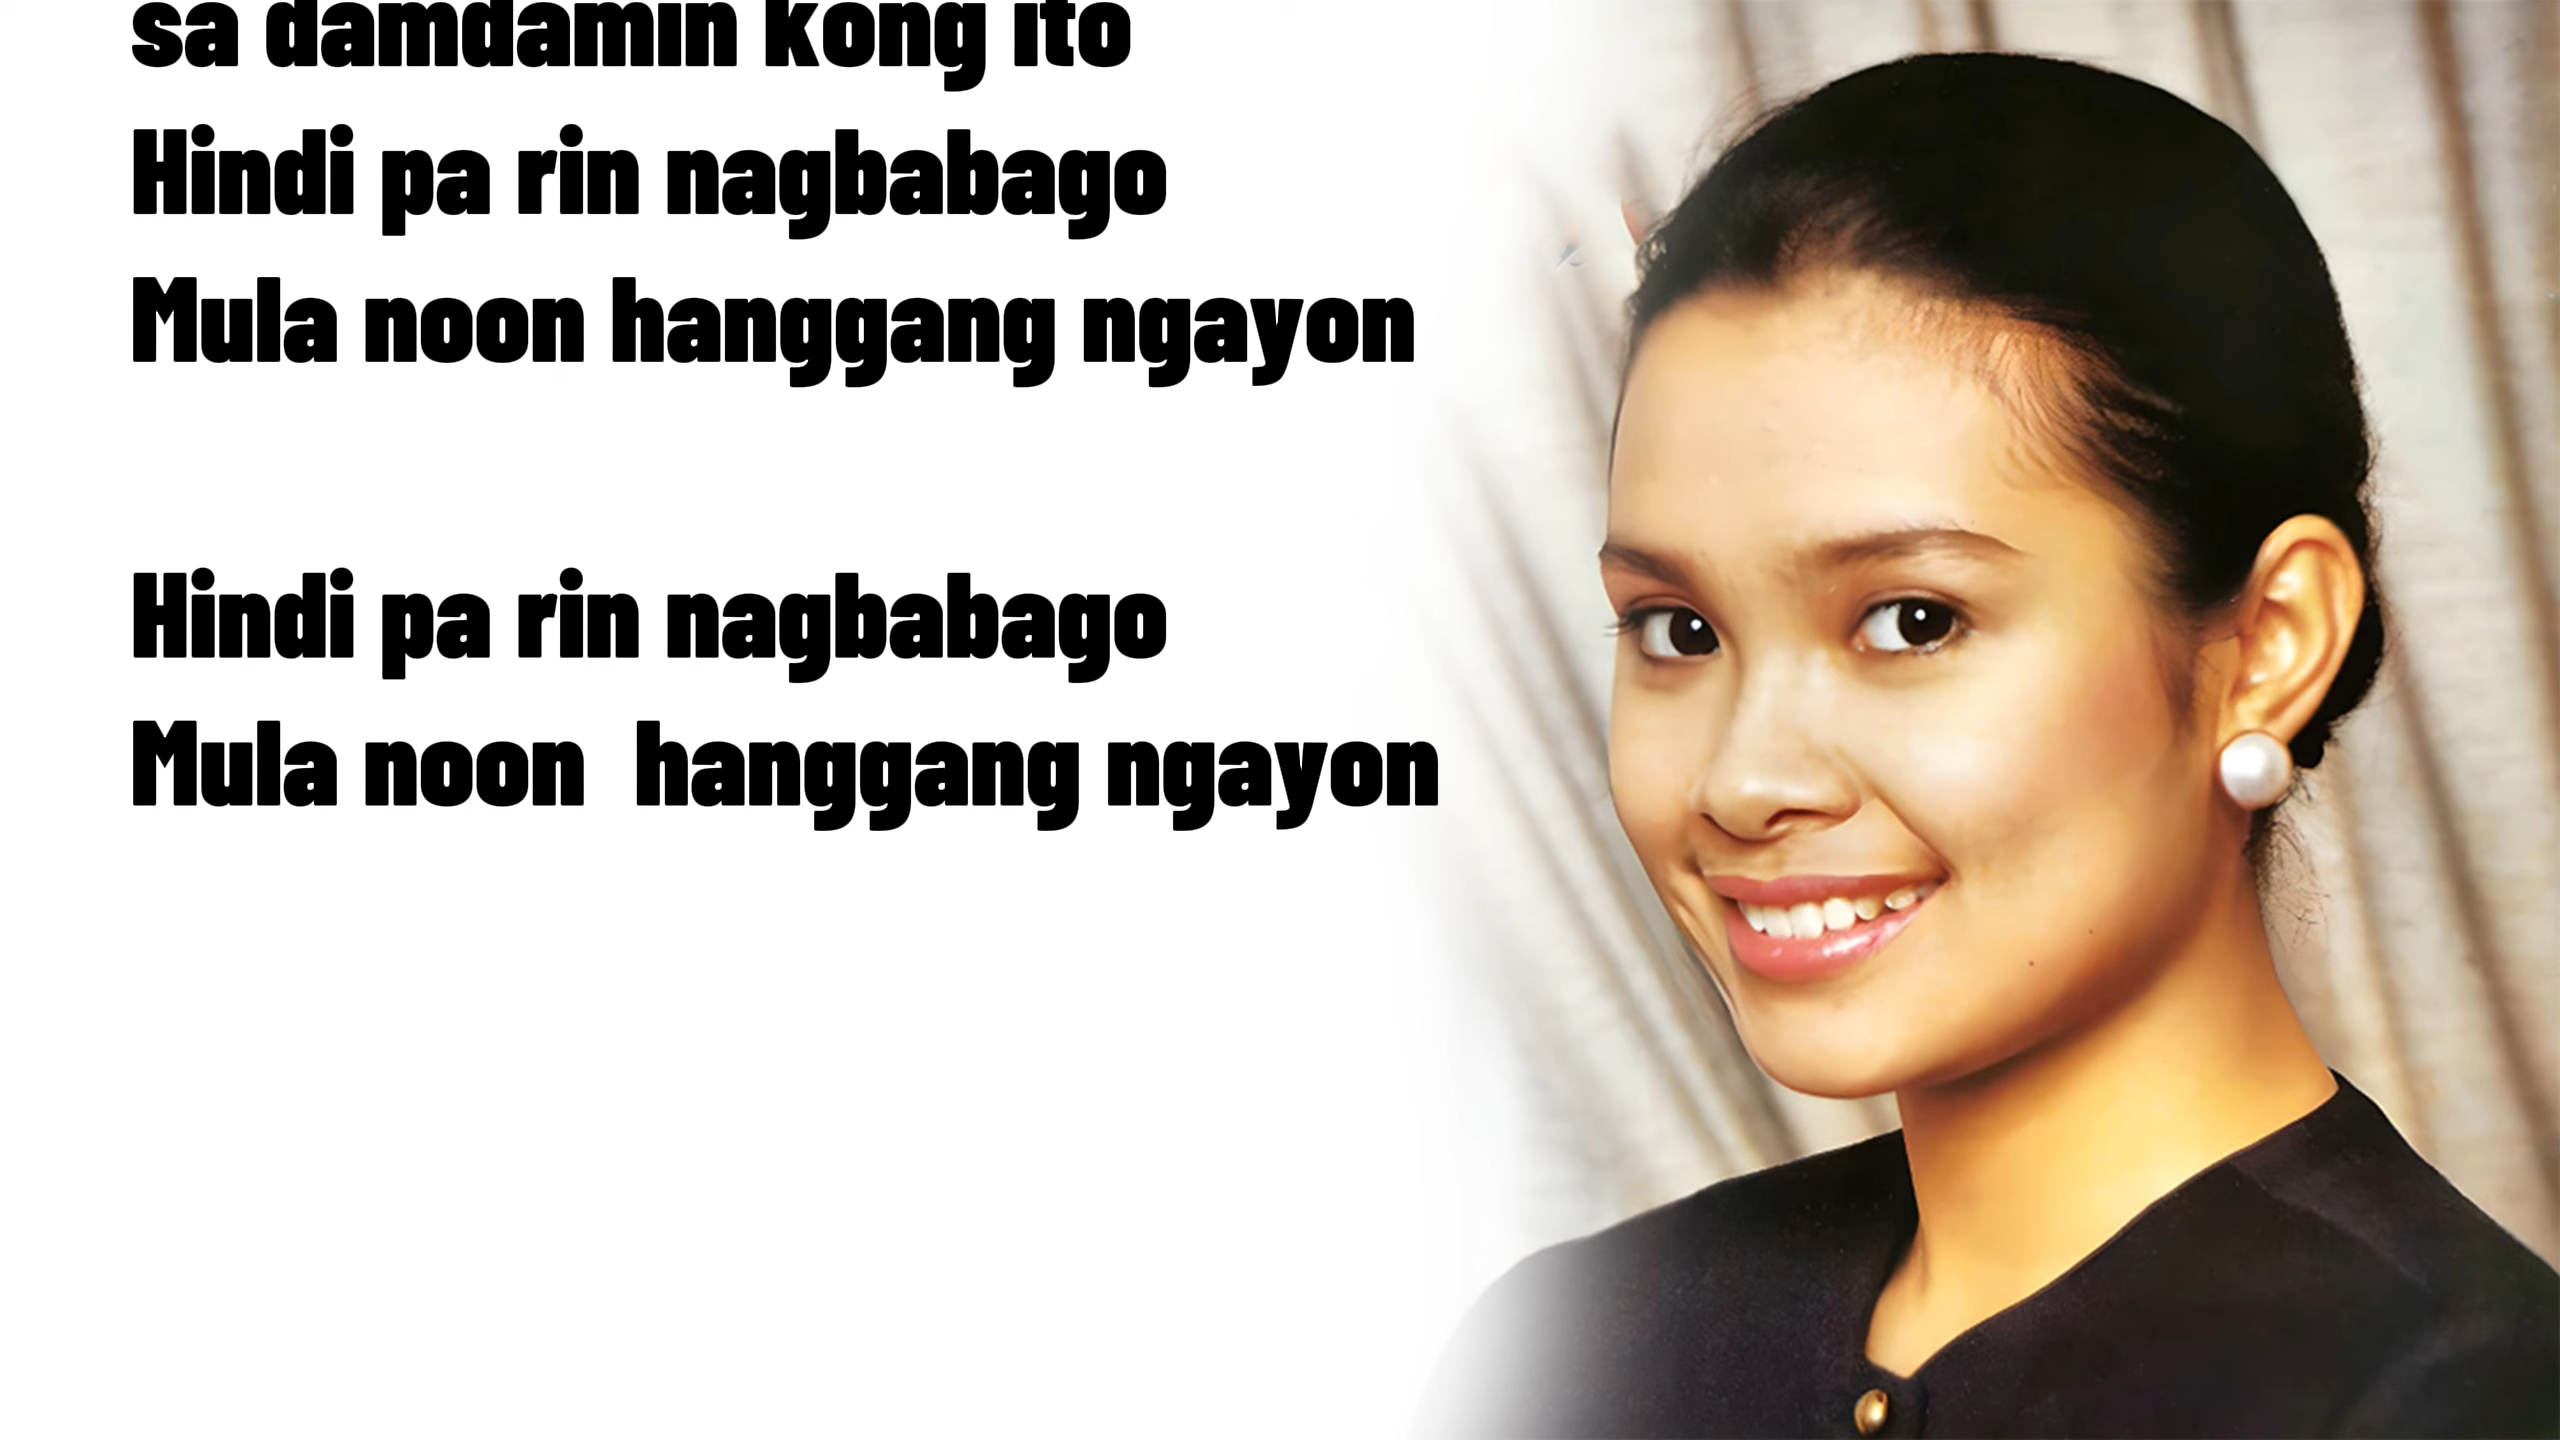 sa damdamin kong ito
Hindi pa rin nagbabago
Mula noon hanggang ngayon
Hindi pa rin nagbabago
Mula noon  hanggang ngayon